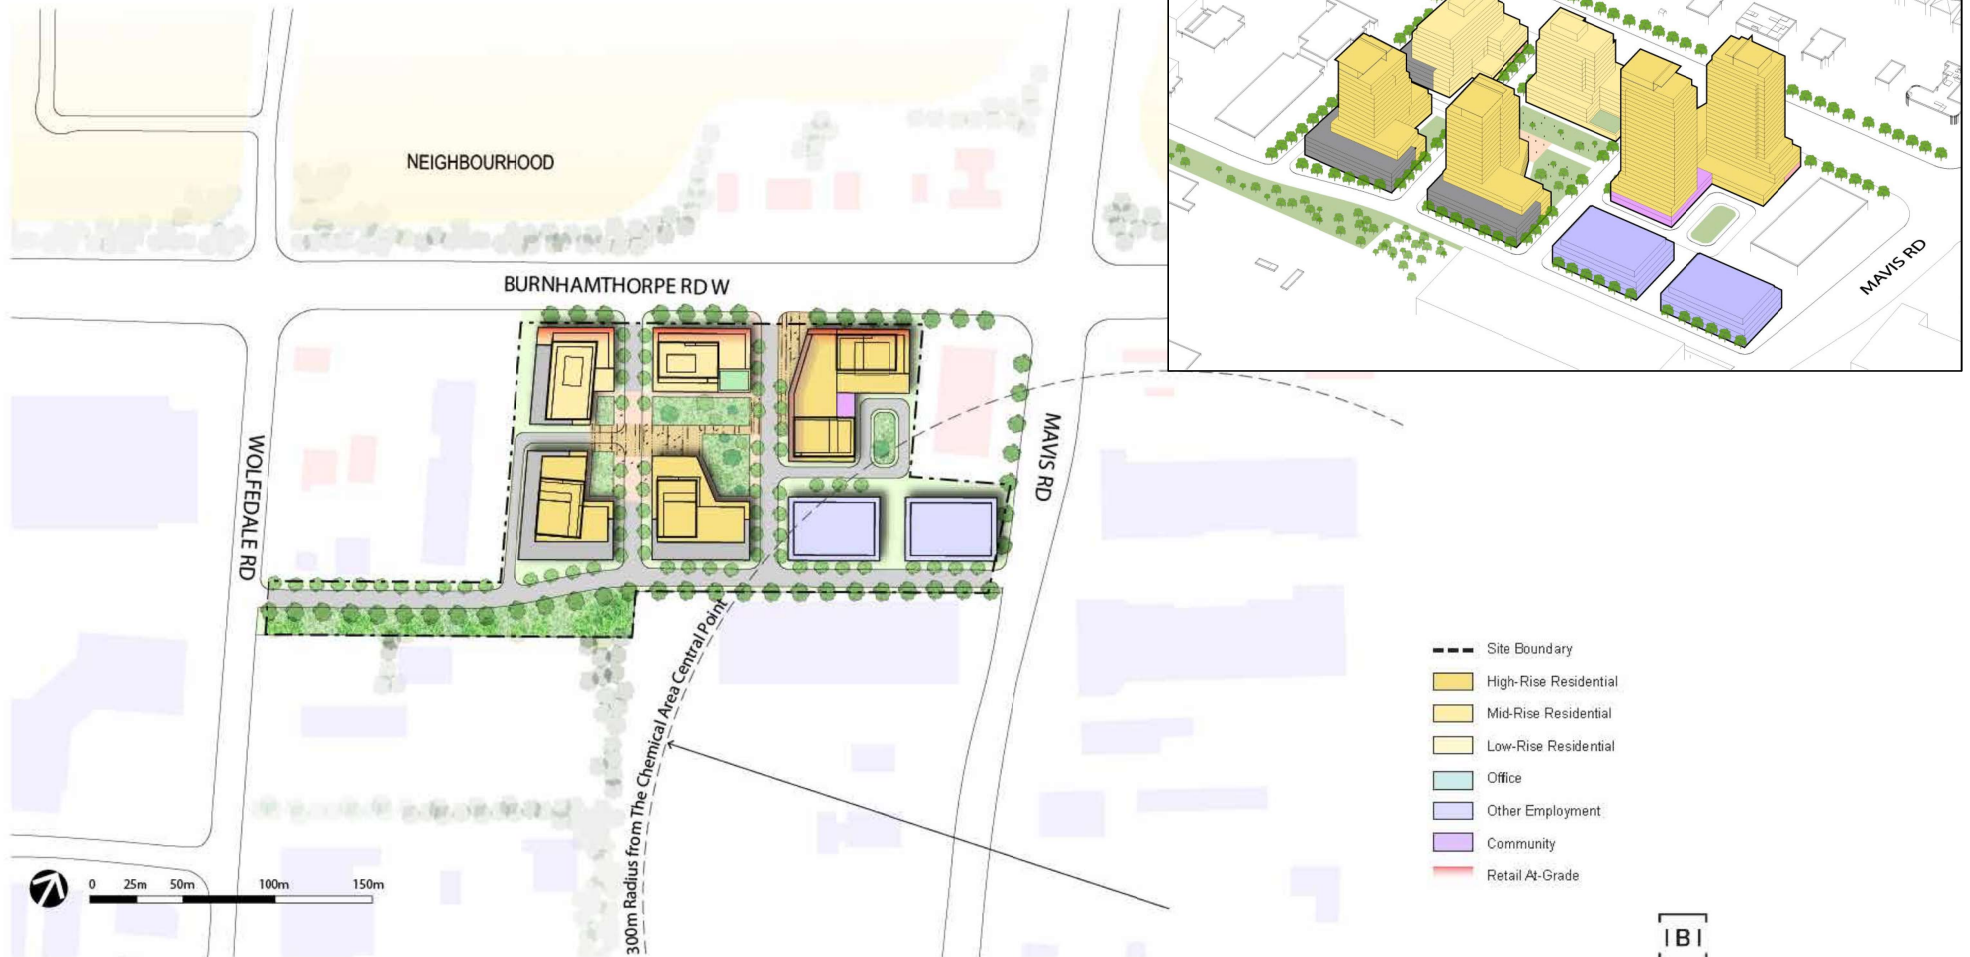 NEIGHBOURHOOD
BURNHAMTHORPE RD W
WOLFEDALE RD
MAVIS RD
MAVIS RD
300m Radius from The Chemical Area Central Point
0 25m 50m 100m 150m
Site Boundary
High-Rise Residential
Mid-Rise Residential
Low-Rise Residential
Office
Other Employment
Community
Retail At-Grade
IBI